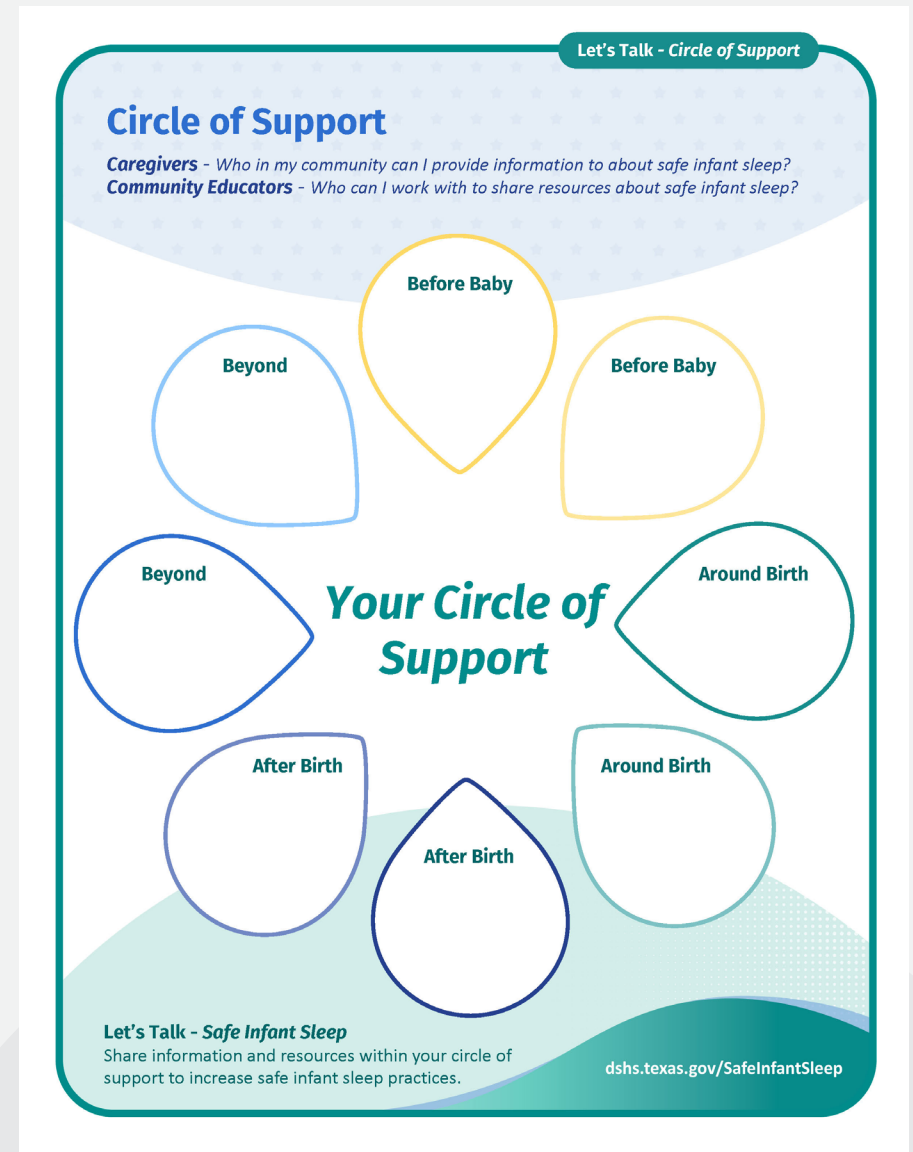 Let's Talk - Circle of Support
Circle of Support
Caregivers - Who in my community can I provide information to about safe infant sleep?
Community Educators - Who can I work with to share resources about safe infant sleep?
Before Baby
Beyond
Before Baby
Beyond
Around Birth
Your Circle of
Support
After Birth
Around Birth
After Birth
Let's Talk - Safe Infant Sleep
Share information and resources within your circle of
support to increase safe infant sleep practices.
dshs.texas.gov/SafeInfantSleep